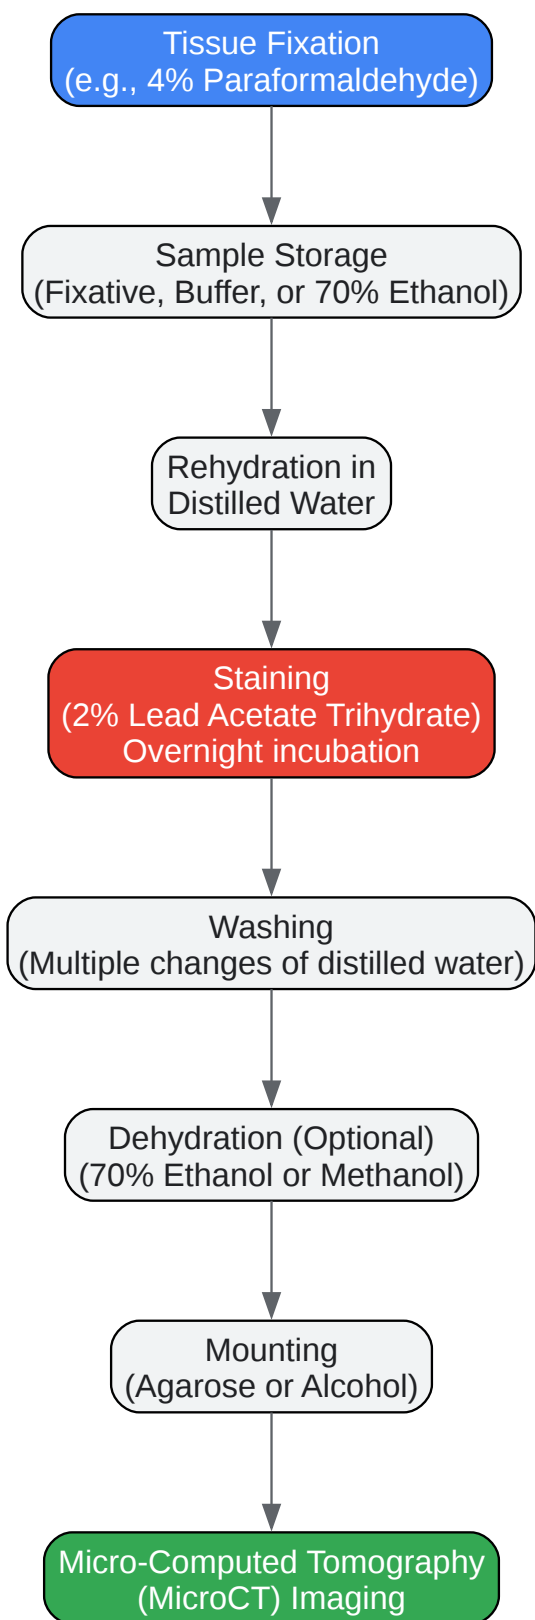 Tissue Fixation
(e.g., 4% Paraformaldehyde)
Sample Storage
(Fixative, Buffer, or 70% Ethanol)
Rehydration in
Distilled Water
Staining
(2% Lead Acetate Trihydrate)
Overnight incubation
Washing
(Multiple changes of distilled water)
Dehydration (Optional)
(70% Ethanol or Methanol)
Mounting
(Agarose or Alcohol)
Micro-Computed Tomography
(MicroCT) Imaging